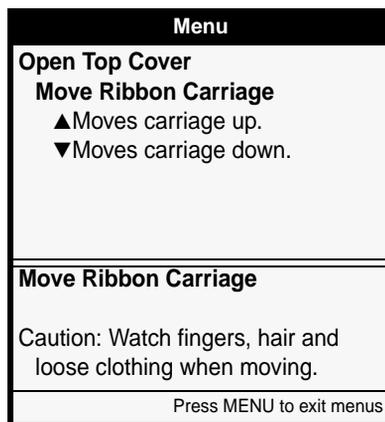 Menu
Open Top Cover
Move Ribbon Carriage
▲Moves carriage up.
▼Moves carriage down.
Move Ribbon Carriage
Caution: Watch fingers, hair and
loose clothing when moving.
Press MENU to exit menus